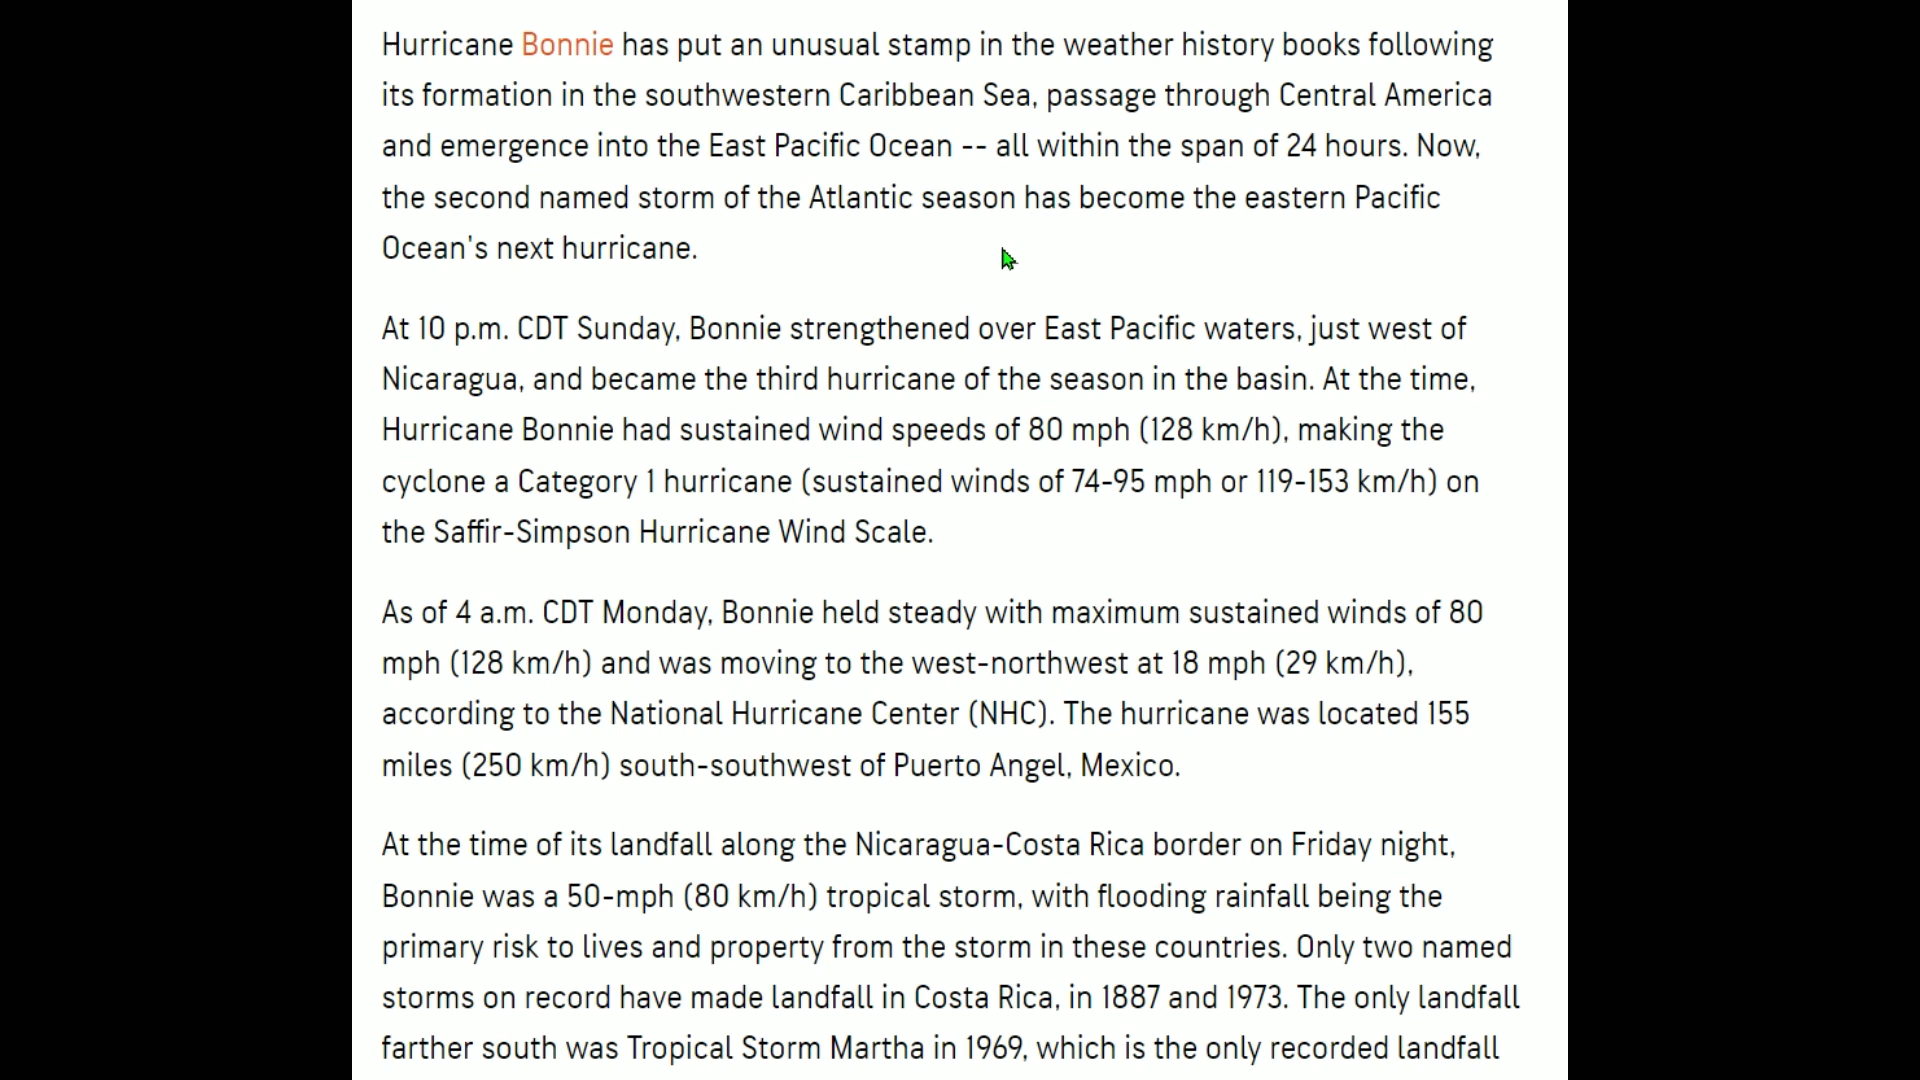 Hurricane Bonnie has put an unusual stamp in the weather history books following
its formation in the southwestern Caribbean Sea, passage through Central America
and emergence into the East Pacific Ocean -- all within the span of 24 hours. Now,
the second named storm of the Atlantic season has become the eastern Pacific
Ocean's next hurricane.
At 10 p.m. CDT Sunday, Bonnie strengthened over East Pacific waters, just west of
Nicaragua, and became the third hurricane of the season in the basin. At the time,
Hurricane Bonnie had sustained wind speeds of 80 mph (128 km/h), making the
cyclone a Category 1 hurricane (sustained winds of 74-95 mph or 119-153 km/h) on
the Saffir-Simpson Hurricane Wind Scale.
As of 4 a.m. CDT Monday, Bonnie held steady with maximum sustained winds of 80
mph (128 km/h) and was moving to the west-northwest at 18 mph (29 km/h),
according to the National Hurricane Center (NHC). The hurricane was located 155
miles (250 km/h) south-southwest of Puerto Angel, Mexico.
At the time of its landfall along the Nicaragua-Costa Rica border on Friday night,
Bonnie was a 50-mph (80 km/h) tropical storm, with flooding rainfall being the
primary risk to lives and property from the storm in these countries. Only two named
storms on record have made landfall in Costa Rica, in 1887 and 1973. The only landfall
farther south was Tropical Storm Martha in 1969, which is the only recorded landfall